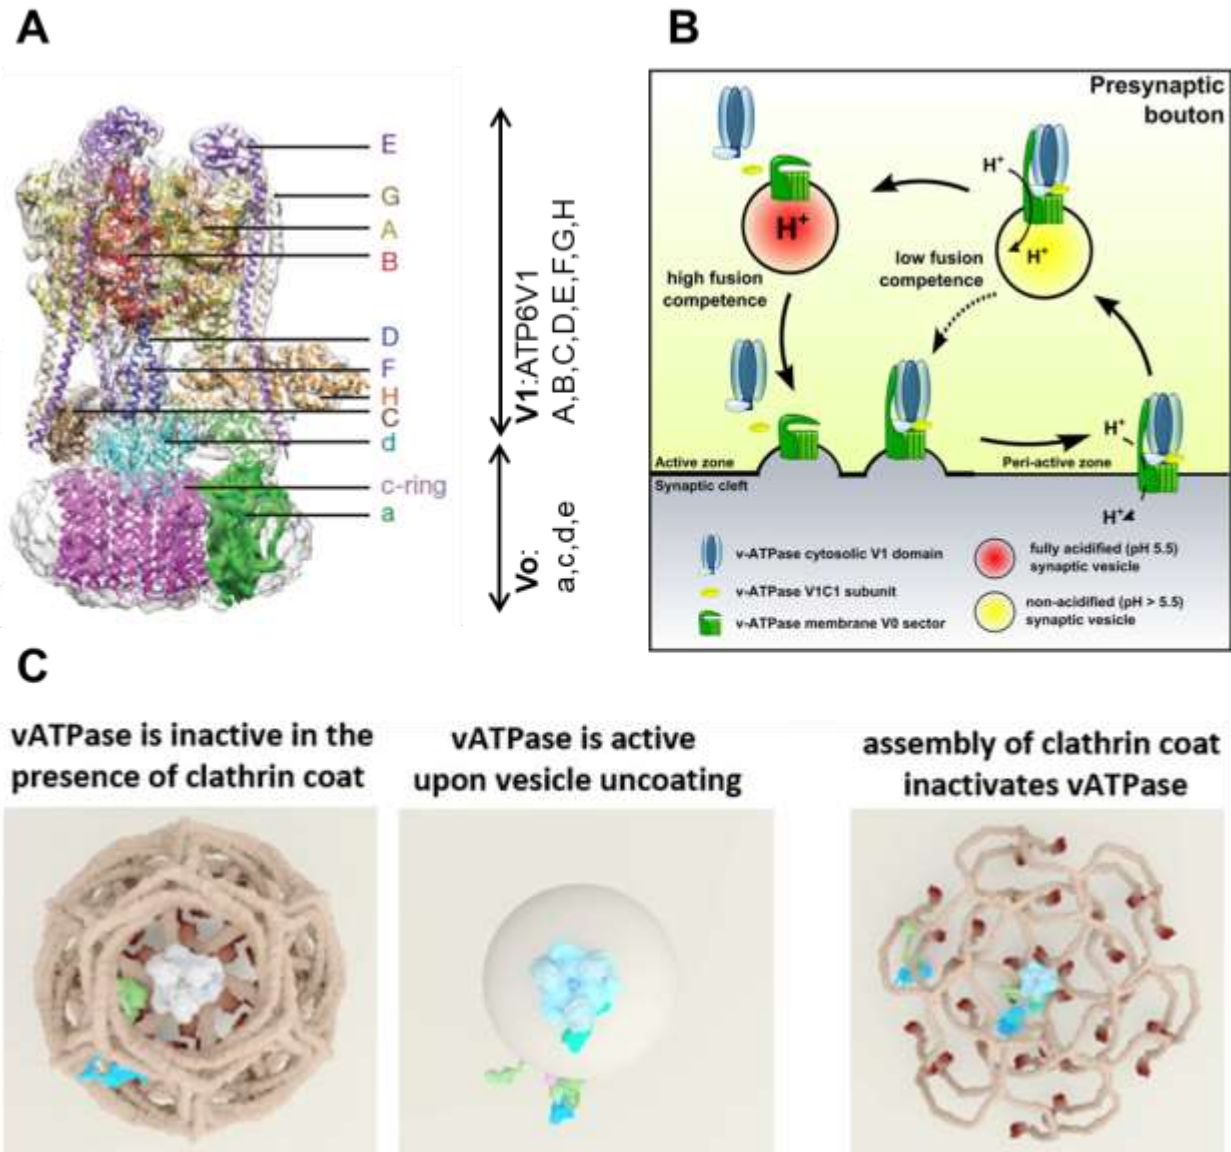 A
E
G
A
B
D
F
H
C
d
c-ring
a
V1:ATP6V1
A,B,C,D,E,F,G,H
Vo:
a,c,d,e
B
Presynaptic
bouton
H⁺
H⁺
H⁺
low fusion
competence
high fusion
competence
Active zone
Synaptic cleft
Peri-active zone
H⁺
H⁺
v-ATPase cytosolic V1 domain
v-ATPase V1C1 subunit
v-ATPase membrane V0 sector
fully acidified (pH 5.5)
synaptic vesicle
non-acidified (pH > 5.5)
synaptic vesicle
C
vATPase is inactive in the
presence of clathrin coat
vATPase is active
upon vesicle uncoating
assembly of clathrin coat
inactivates vATPase